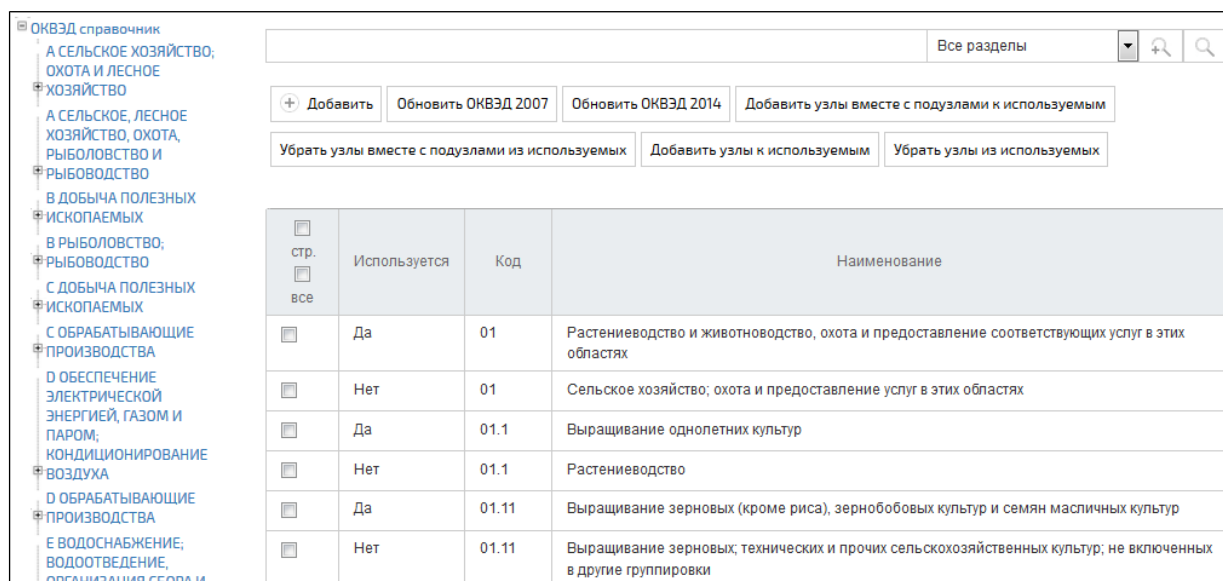 ОКВЭД справочник
А СЕЛЬСКОЕ ХОЗЯЙСТВО;
ОХОТА И ЛЕСНОЕ
ХОЗЯЙСТВО
А СЕЛЬСКОЕ, ЛЕСНОЕ
ХОЗЯЙСТВО, ОХОТА,
РЫБОЛОВСТВО И
РЫБОВОДСТВО
В ДОБЫЧА ПОЛЕЗНЫХ
ИСКОПАЕМЫХ
В РЫБОЛОВСТВО;
РЫБОВОДСТВО
С ДОБЫЧА ПОЛЕЗНЫХ
ИСКОПАЕМЫХ
С ОБРАБАТЫВАЮЩИЕ
ПРОИЗВОДСТВА
D ОБЕСПЕЧЕНИЕ
ЭЛЕКТРИЧЕСКОЙ
ЭНЕРГИЕЙ, ГАЗОМ И
ПАРОМ;
КОНДИЦИОНИРОВАНИЕ
ВОЗДУХА
D ОБРАБАТЫВАЮЩИЕ
ПРОИЗВОДСТВА
Е ВОДОСНАБЖЕНИЕ;
ВОДООТВЕДЕНИЕ,
ОРГАНИЗАЦИЯ СБОРА И
Все разделы
Добавить Обновить ОКВЭД 2007 Обновить ОКВЭД 2014 Добавить узлы вместе с подузлами к используемым
Убрать узлы вместе с подузлами из используемых Добавить узлы к используемым Убрать узлы из используемых
стр.
все
Используется Код Наименование
Да 01 Растениеводство и животноводство, охота и предоставление соответствующих услуг в этих
областях
Нет 01 Сельское хозяйство; охота и предоставление услуг в этих областях
Да 01.1 Выращивание однолетних культур
Нет 01.1 Растениеводство
Да 01.11 Выращивание зерновых (кроме риса), зернобобовых культур и семян масличных культур
Нет 01.11 Выращивание зерновых; технических и прочих сельскохозяйственных культур; не включенных
в другие группировки